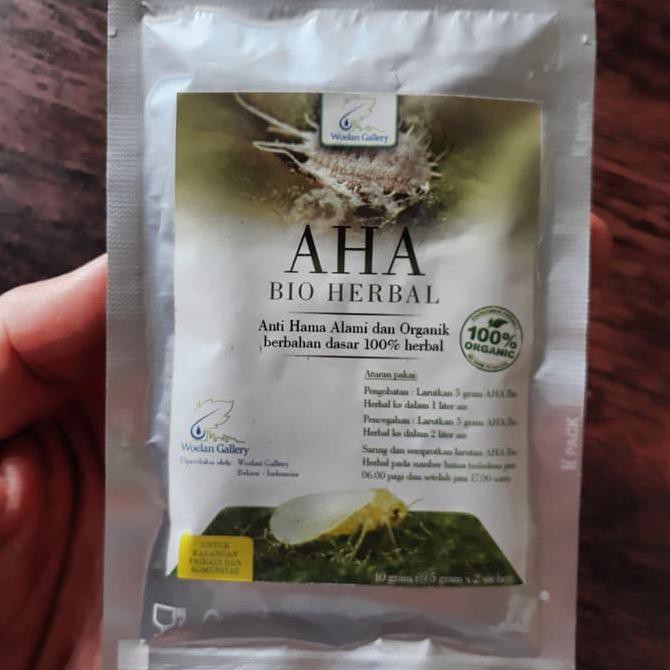 Woelan Gallery
AHA
BIO HERBAL
Anti Hama Alami dan Organik
berbahan dasar 100% herbal
100%
ORGANIC
Aturan pakai:
Pengobatan : Larutkan 5 gram AHA Bio
Herbal ke dalam 1 liter air
Pencegahan : Larutkan 5 gram AHA Bio
Herbal ke dalam 2 liter air
Saring dan semprotkan larutan AHA Bio
Herbal pada sumber hama (sebelum jam
06.00 pagi dan setelah jam 17.00 sore)
Woelan Gallery
Diproduksi oleh: Woelan Gallery
Bekasi - Indonesia
UNTUK
KALANGAN
PRIBADI DAN
KOMUNITAS
10 gram (@5 gram x 2 sachet)
K PACK